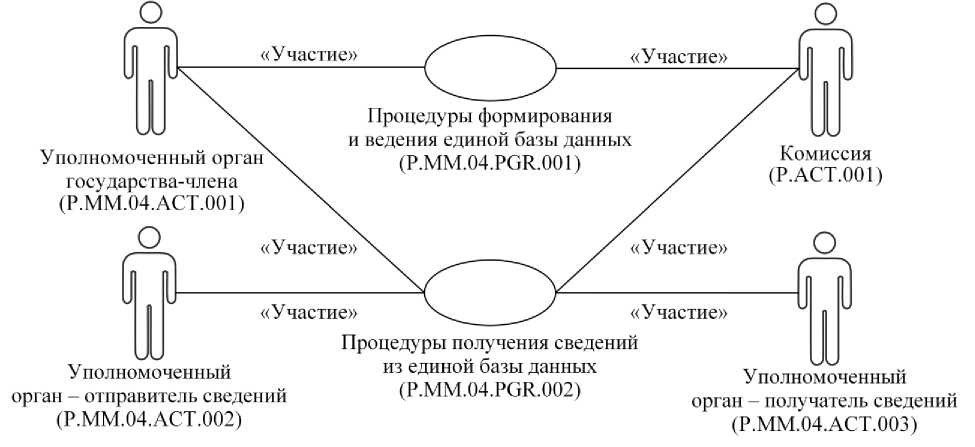 «Участие»
«Участие»
Процедуры формирования
и ведения единой базы данных
(P.MM.04.PGR.001)
Уполномоченный орган
государства-члена
(P.MM.04.ACT.001)
Комиссия
(P.ACT.001)
«Участие»
«Участие»
«Участие»
«Участие»
Процедуры получения сведений
из единой базы данных
(P.MM.04.PGR.002)
Уполномоченный
орган – отправитель сведений
(P.MM.04.ACT.002)
Уполномоченный
орган – получатель сведений
(P.MM.04.ACT.003)